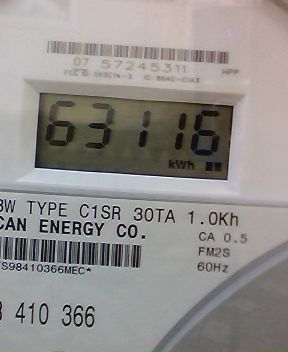 07 57245311
HPP
63116
kWh
3W TYPE C1SR 30TA 1.0Kh
CAN ENERGY CO.
CA 0.5
FM2S
60Hz
S98410366MEC*
410 366